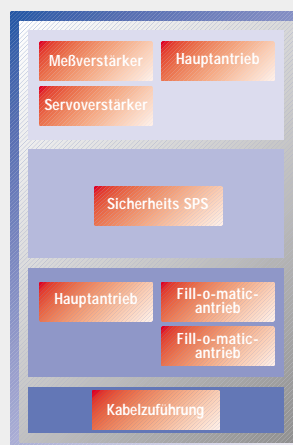 Meßverstärker
Hauptantrieb
Servoverstärker
Sicherheits SPS
Hauptantrieb
Fill-o-matic-
antrieb
Fill-o-matic-
antrieb
Kabelzuführung